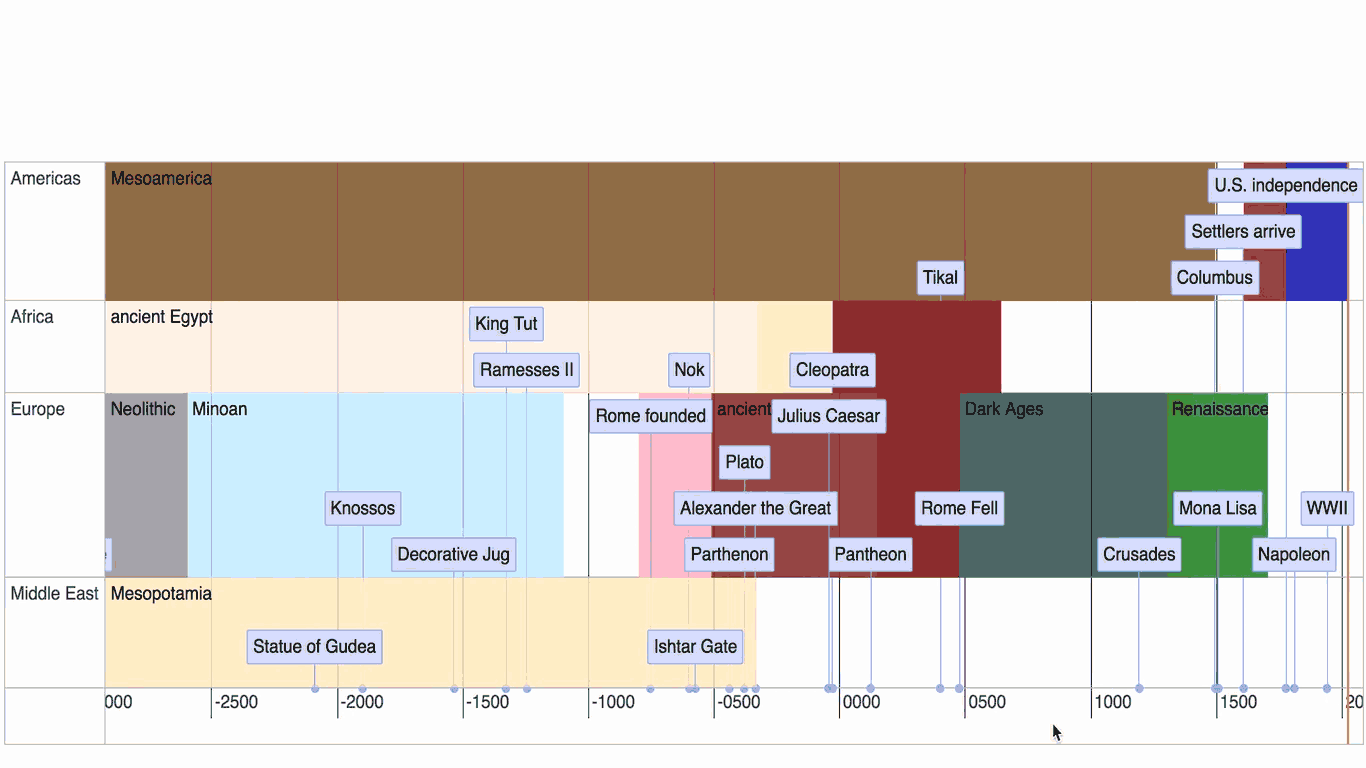 Americas
Mesoamerica
U.S. independence
Settlers arrive
Tikal
Columbus
Africa
ancient Egypt
King Tut
Ramesses II
Nok
Cleopatra
Europe
Neolithic
Minoan
Rome founded
ancient
Julius Caesar
Dark Ages
Renaissance
Plato
Knossos
Alexander the Great
Rome Fell
Mona Lisa
WWII
Decorative Jug
Parthenon
Pantheon
Crusades
Napoleon
Middle East
Mesopotamia
Statue of Gudea
Ishtar Gate
000 -2500 -2000 -1500 -1000 -0500 0000 0500 1000 1500 20